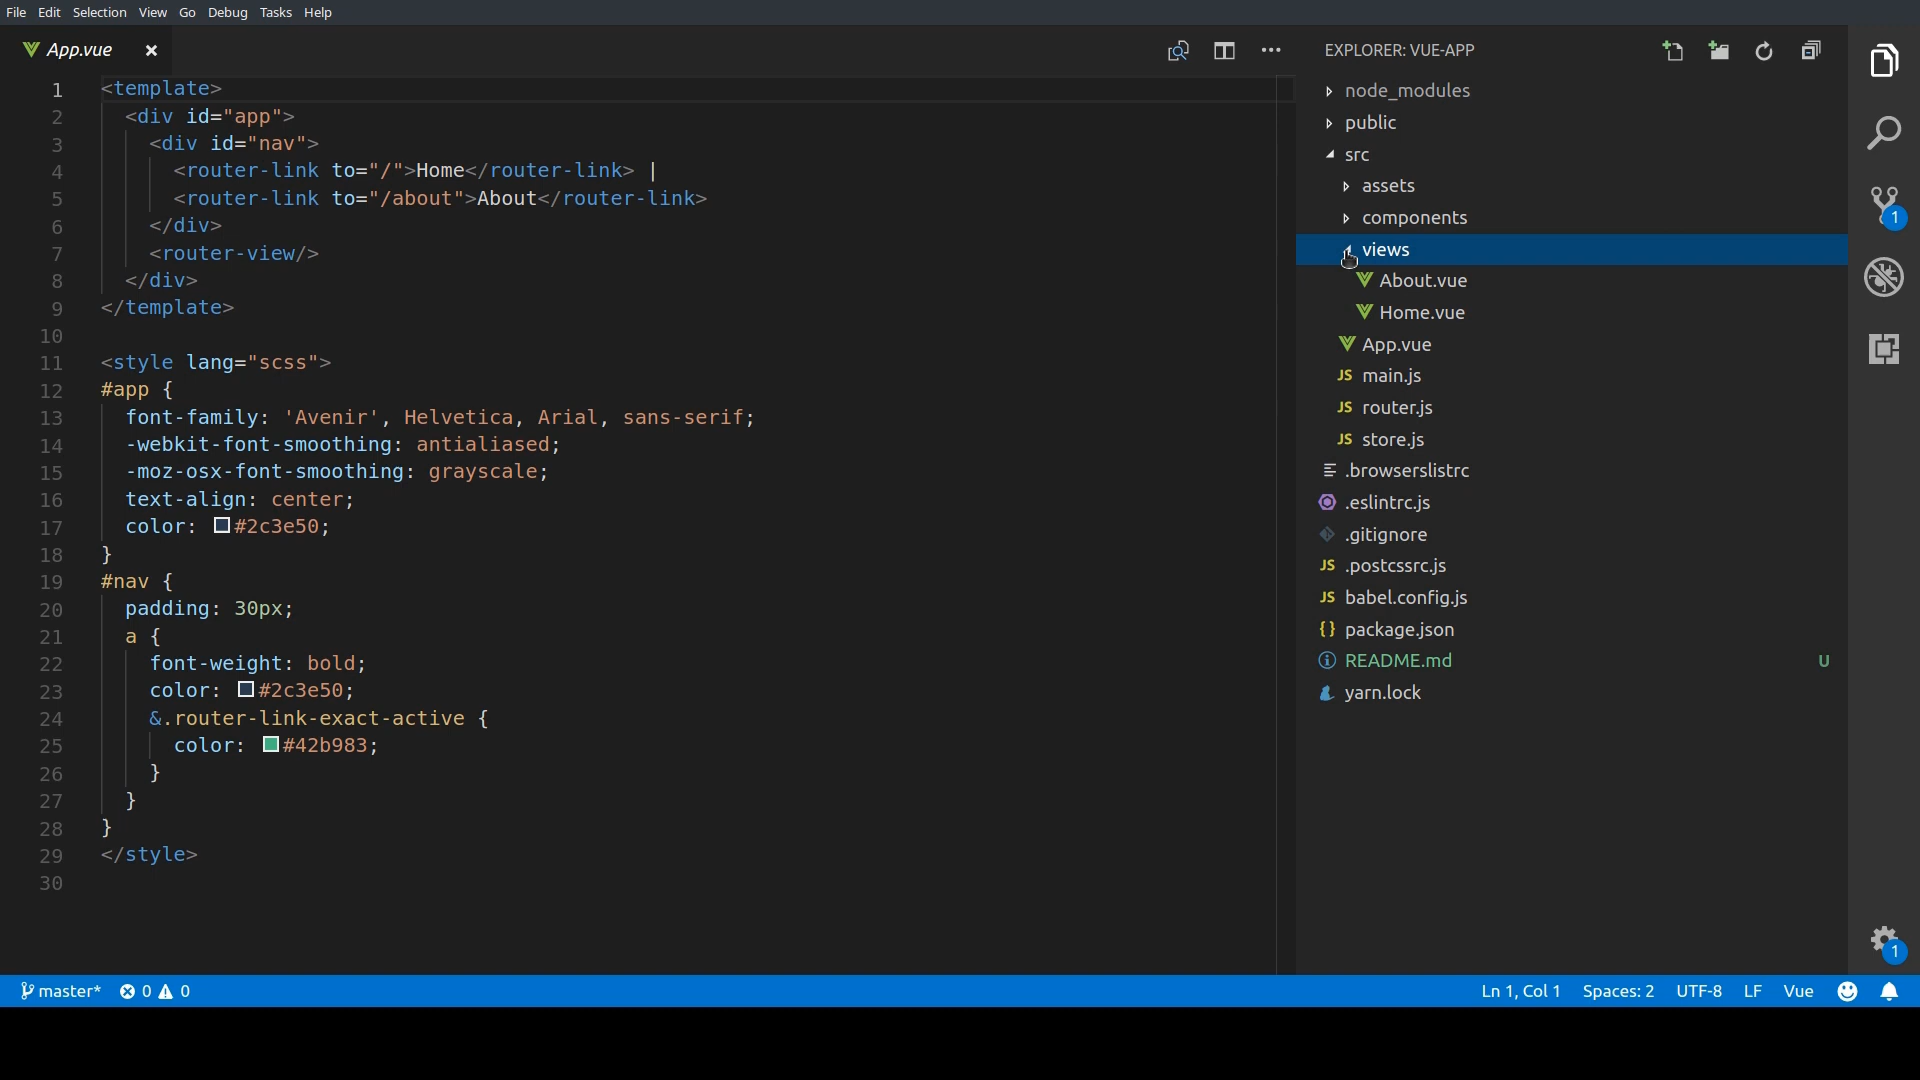 File Edit Selection View Go Debug Tasks Help
App.vue
1 <template>
2 <div id="app">
3 <div id="nav">
4 <router-link to="/">Home</router-link> |
5 <router-link to="/about">About</router-link>
6 </div>
7 <router-view/>
8 </div>
9 </template>
10
11 <style lang="scss">
12 #app {
13 font-family: 'Avenir', Helvetica, Arial, sans-serif;
14 -webkit-font-smoothing: antialiased;
15 -moz-osx-font-smoothing: grayscale;
16 text-align: center;
17 color: #2c3e50;
18 }
19 #nav {
20 padding: 30px;
21 a {
22 font-weight: bold;
23 color: #2c3e50;
24 &.router-link-exact-active {
25 color: #42b983;
26 }
27 }
28 }
29 </style>
30
EXPLORER: VUE-APP
node_modules
public
src
assets
components
views
About.vue
Home.vue
App.vue
JS main.js
JS router.js
JS store.js
.browserslistrc
.eslintrc.js
.gitignore
JS .postcssrc.js
JS babel.config.js
{} package.json
README.md U
yarn.lock
1
1
master* 0 0 Ln 1, Col 1 Spaces: 2 UTF-8 LF Vue